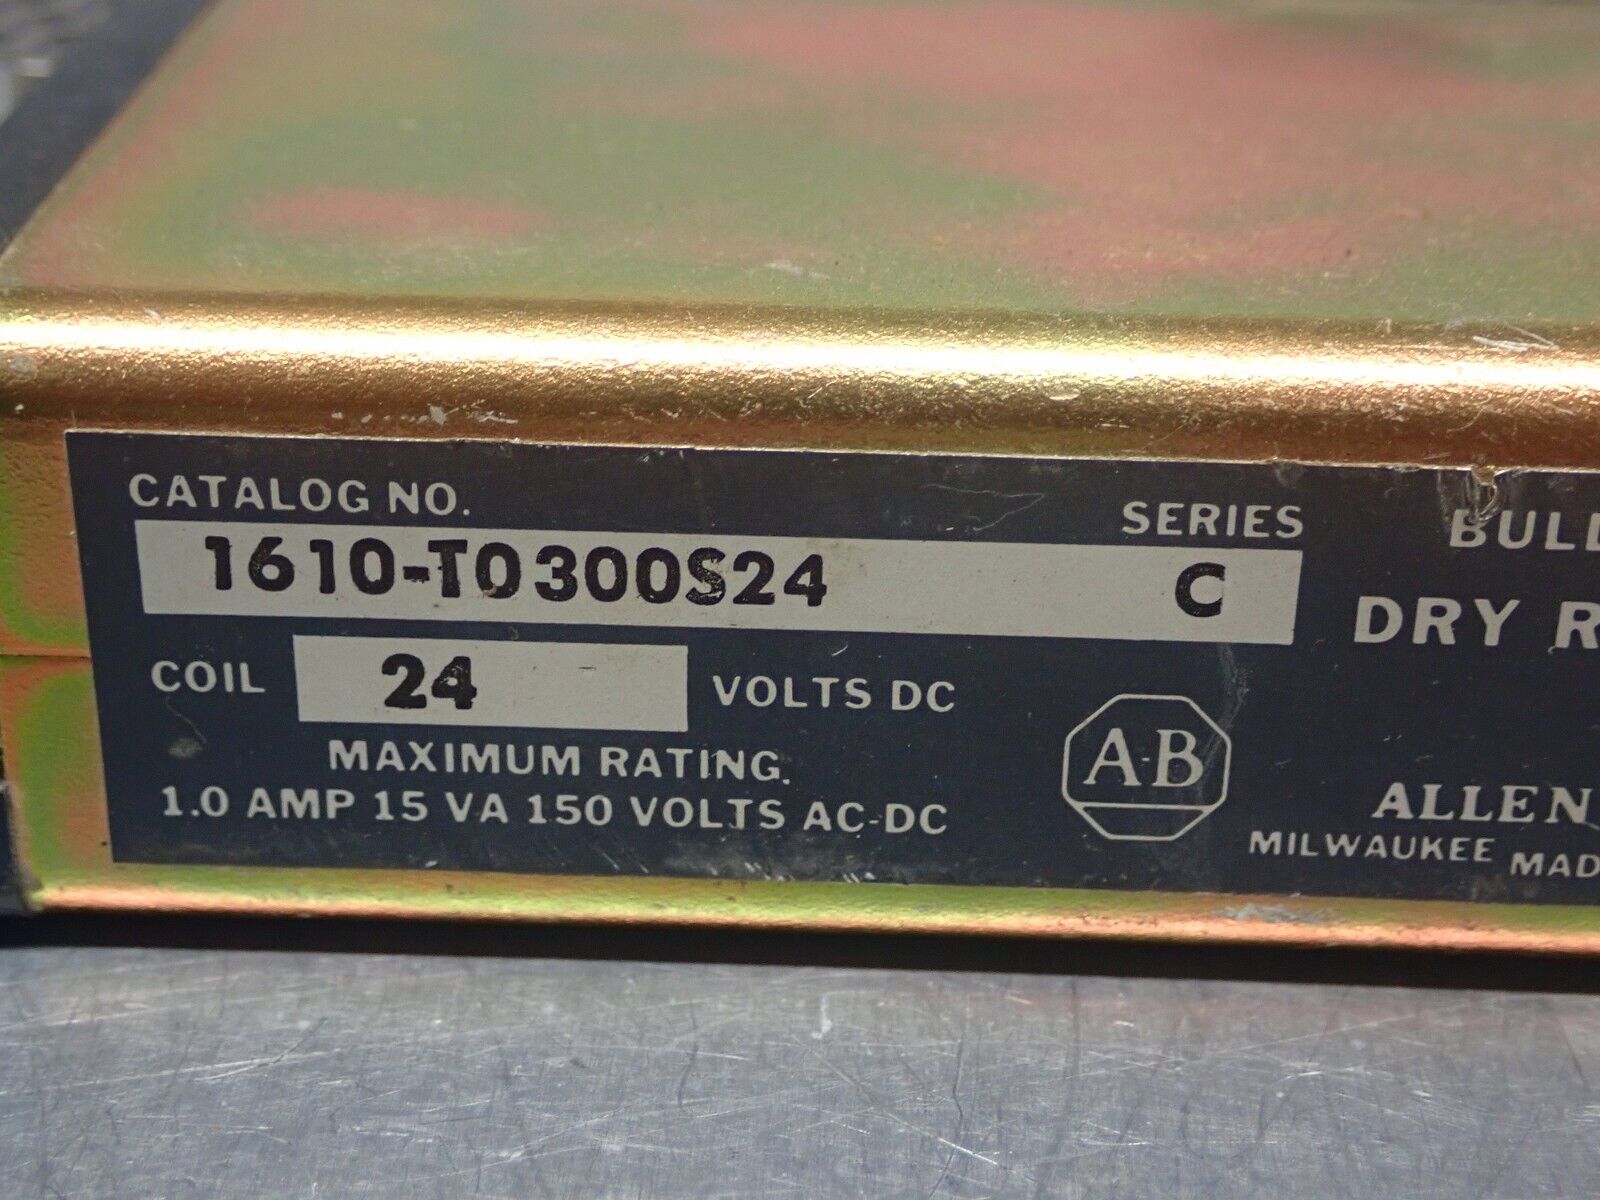 CATALOG NO.
SERIES
1610-T0300S24
C
COIL 24 VOLTS DC
MAXIMUM RATING.
1.0 AMP 15 VA 150 VOLTS AC-DC
A-B
BULL
DRY R
ALLEN
MILWAUKEE MAD